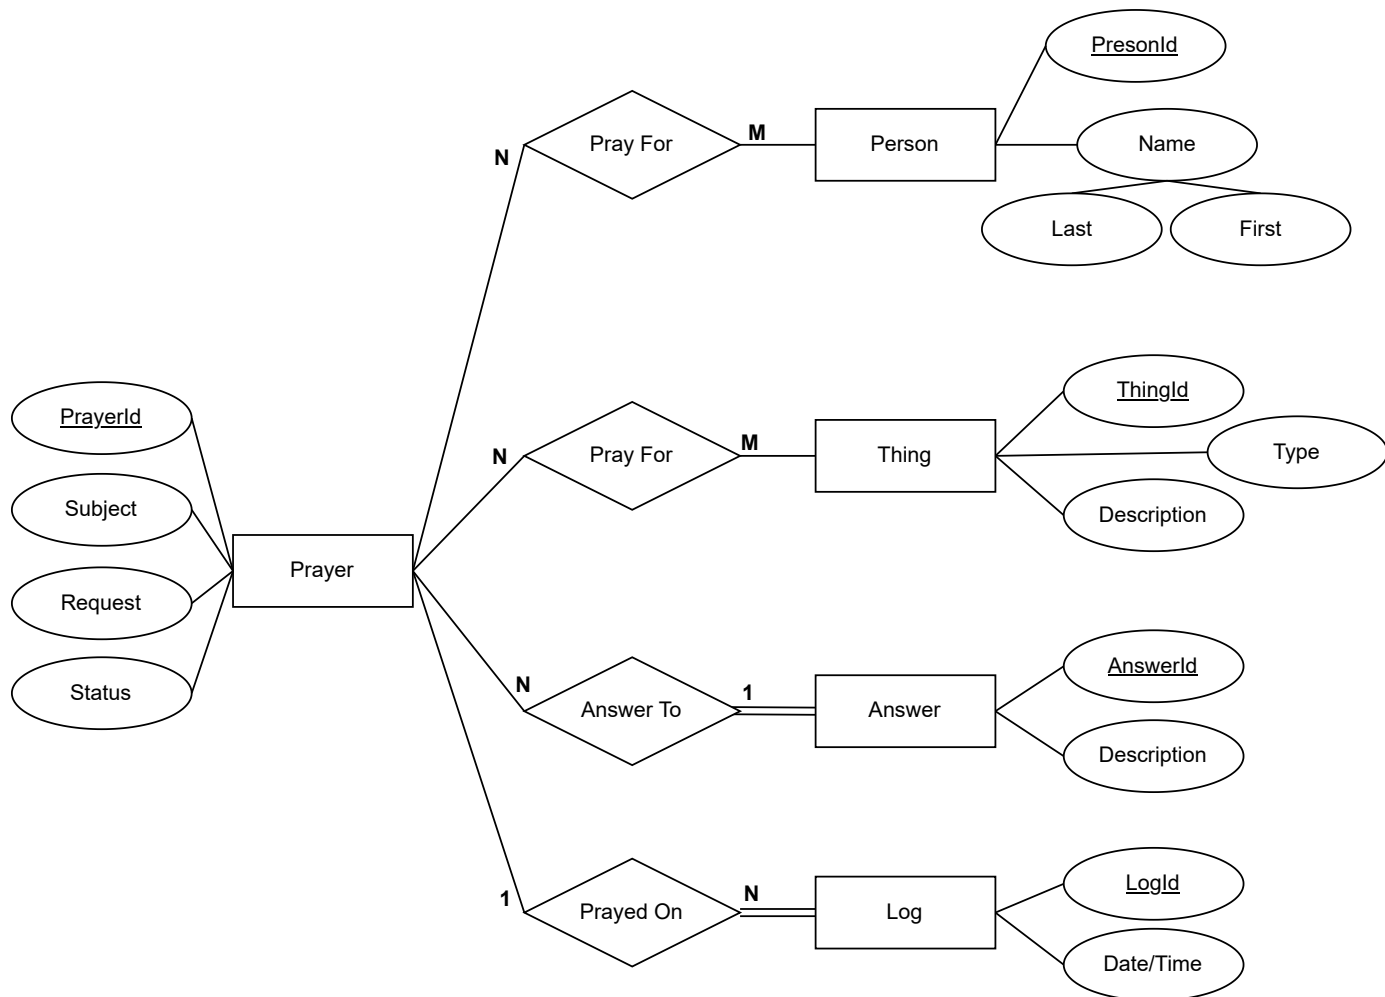 PresonId
Pray For
M
Person
Name
N
Last
First
ThingId
PrayerId
Pray For
M
Thing
Type
N
Subject
Description
Prayer
Request
AnswerId
Status
N
Answer To
1
Answer
Description
LogId
1
Prayed On
N
Log
Date/Time